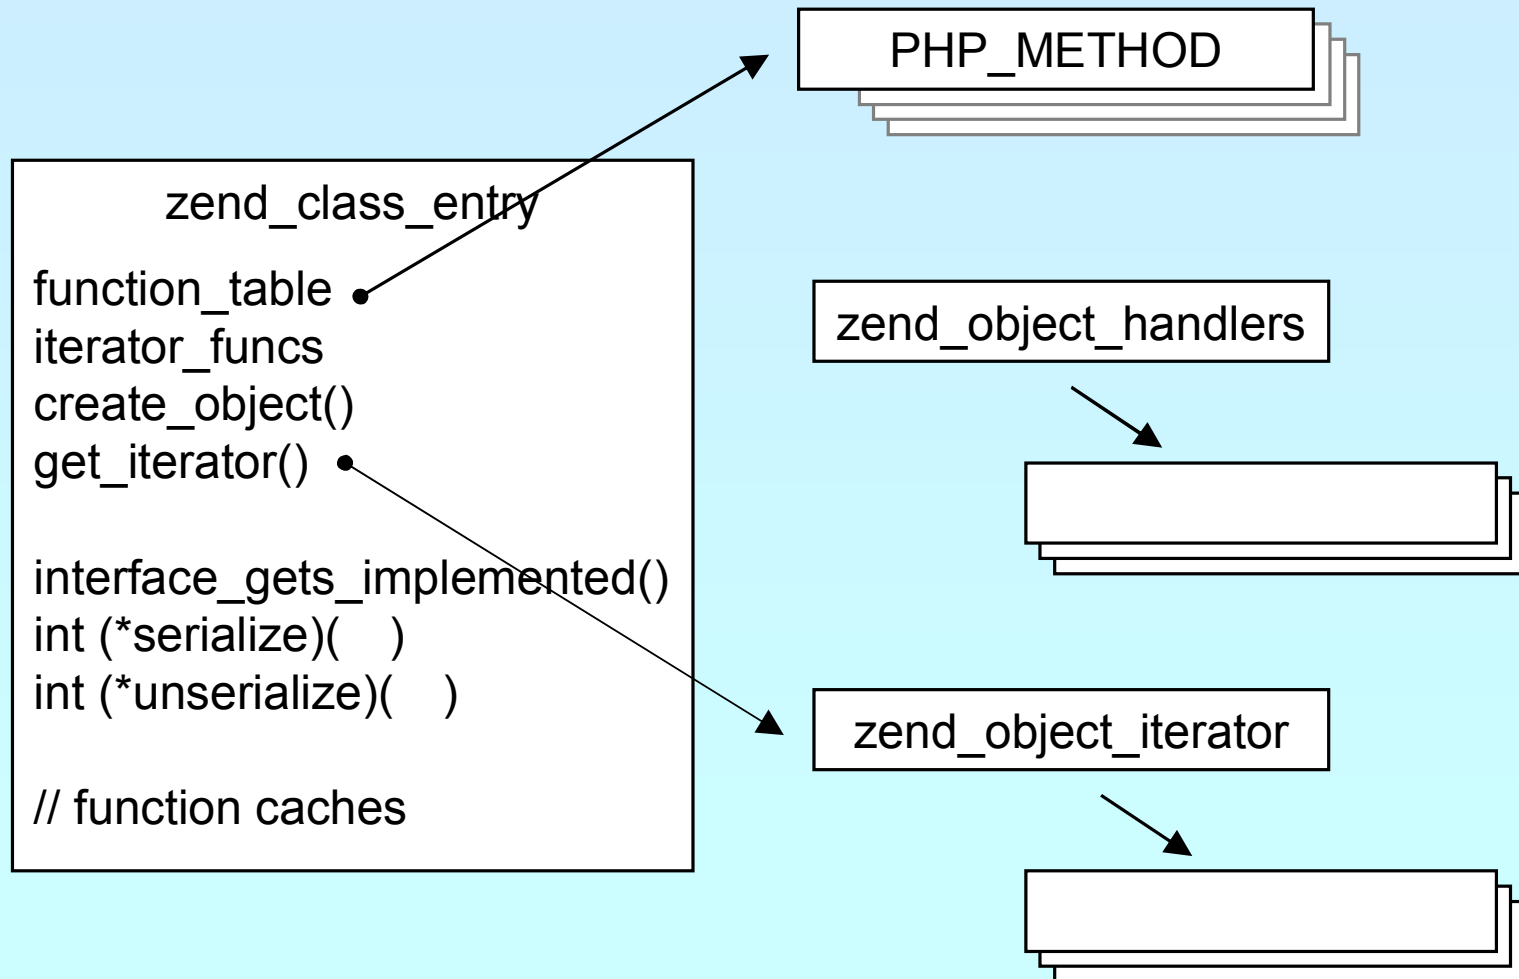 PHP_METHOD
zend_class_entry
function_table
iterator_funcs
create_object()
get_iterator()
interface_gets_implemented()
int (*serialize)(    )
int (*unserialize)(    )
// function caches
zend_object_handlers
zend_object_iterator